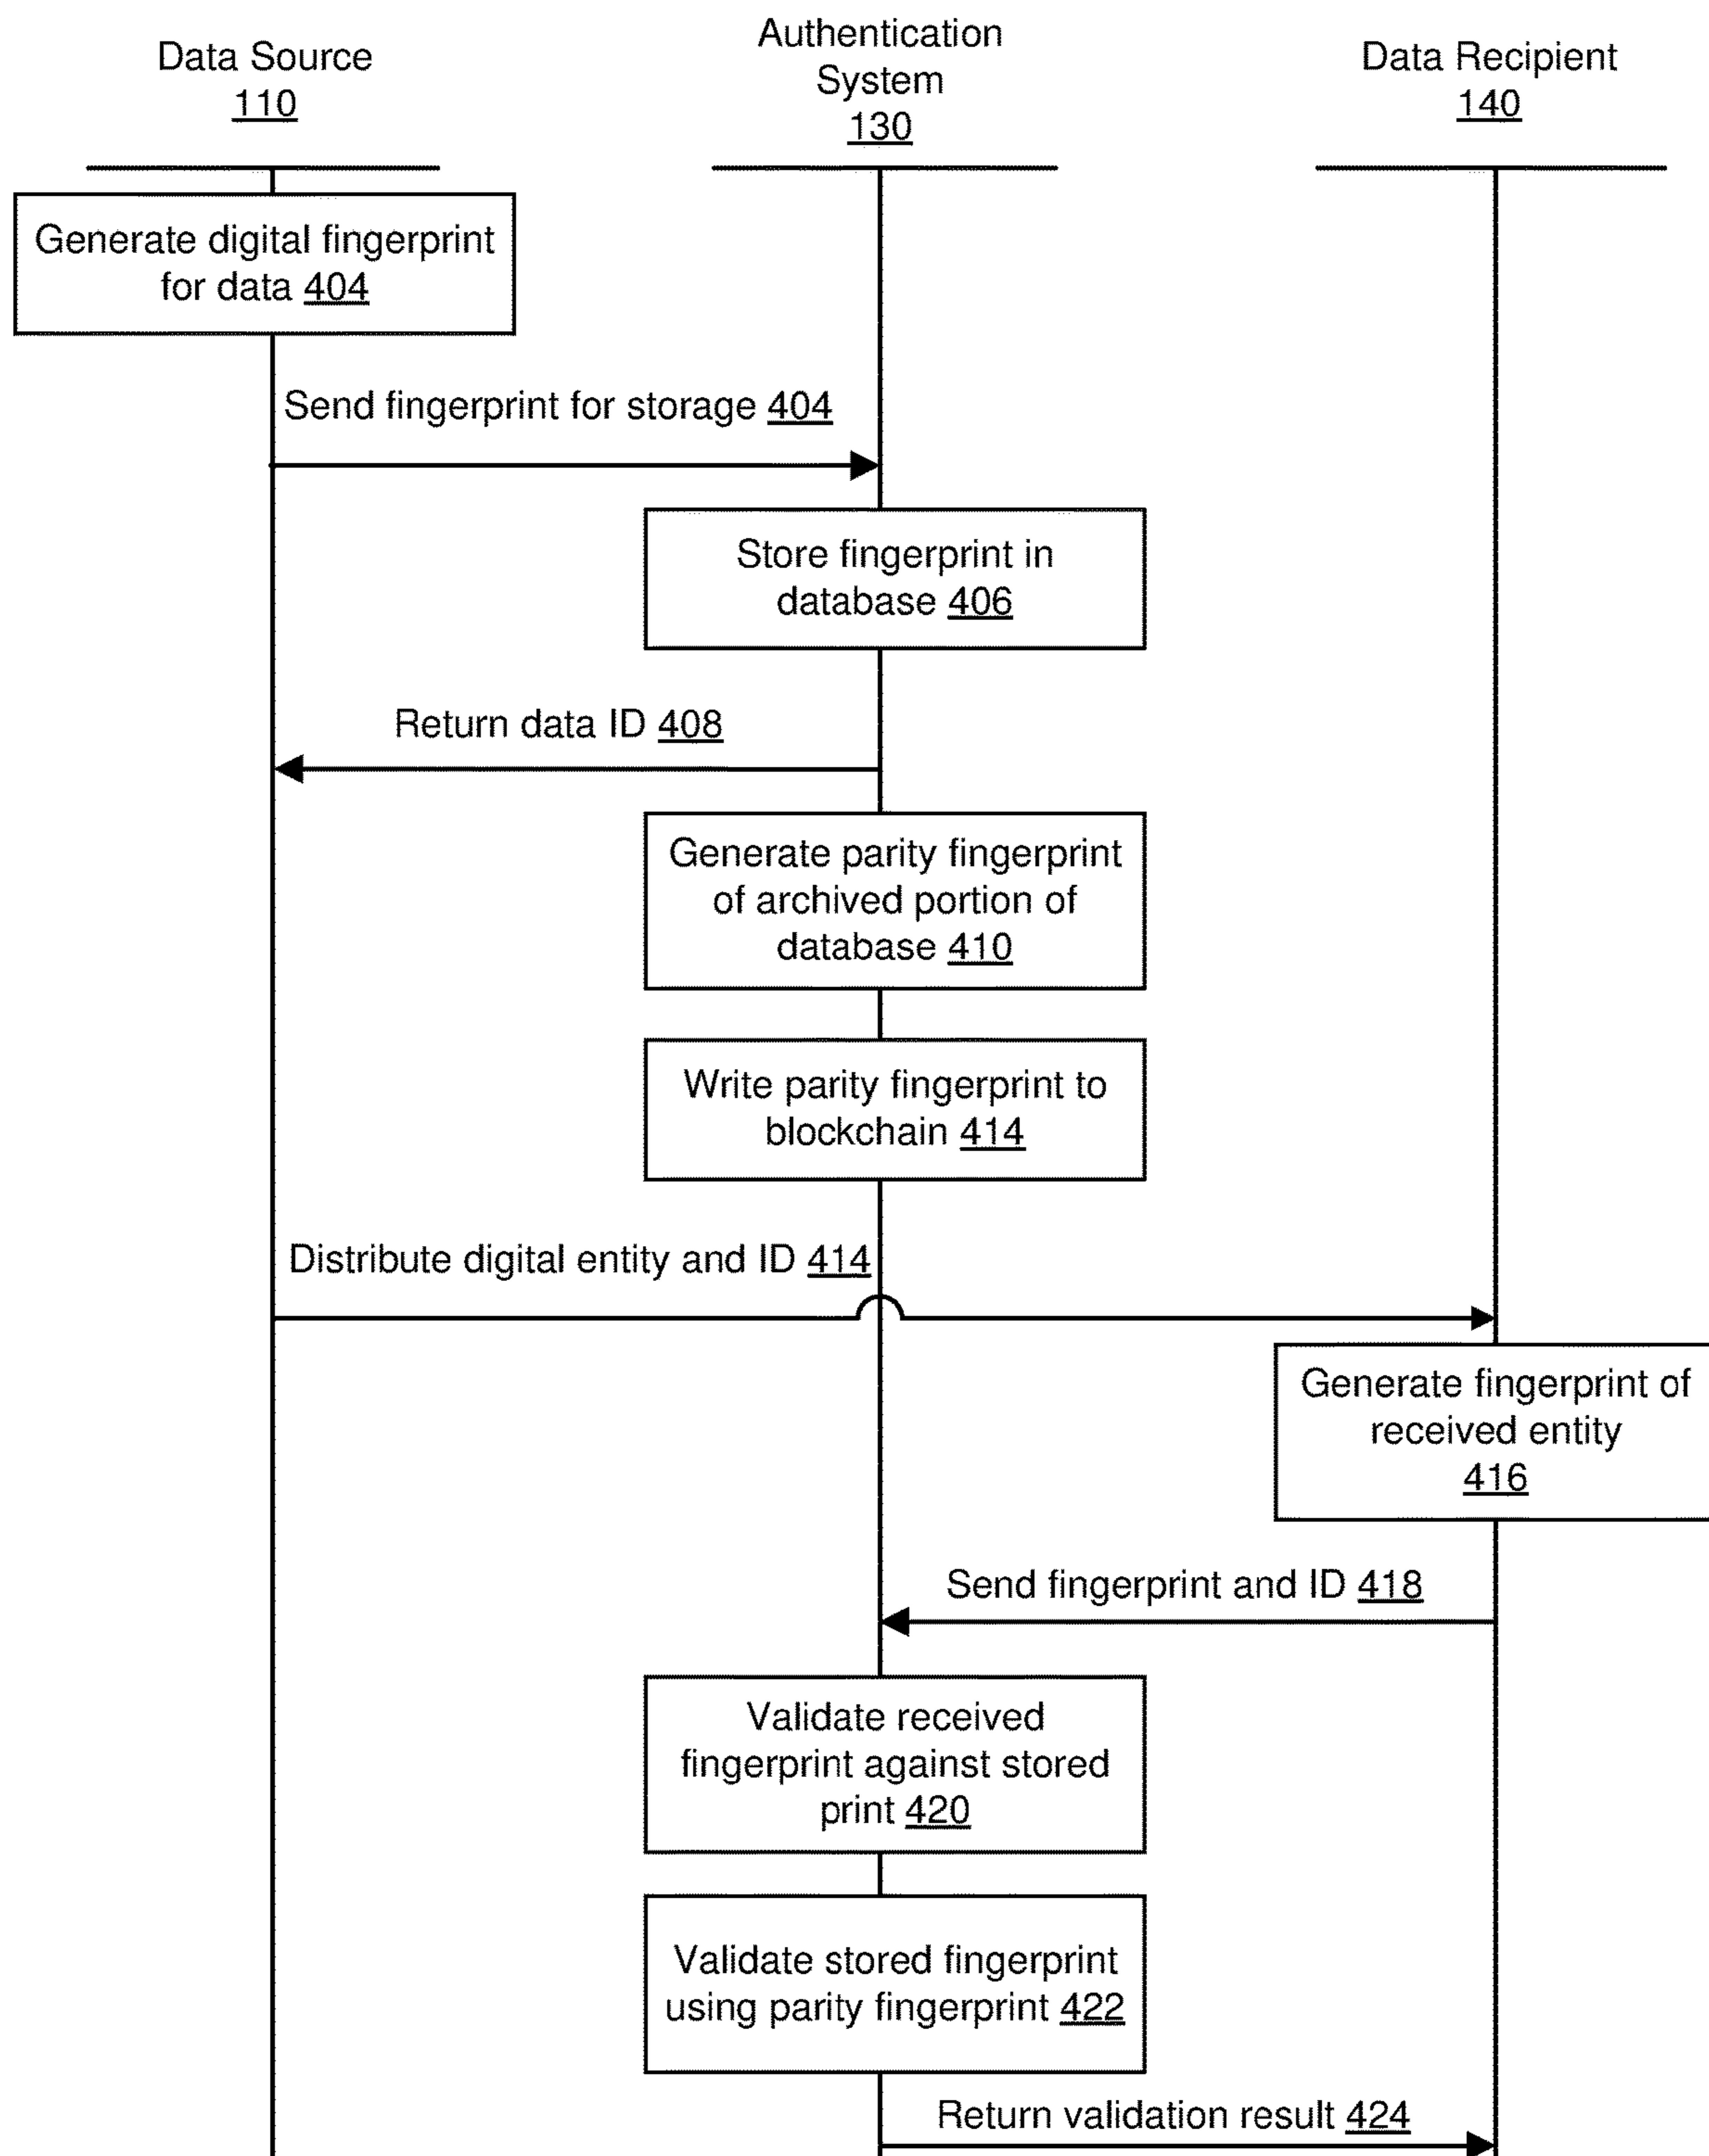 Data Source
110
Authentication
System
130
Data Recipient
140
Generate digital fingerprint
for data 404
Send fingerprint for storage 404
Store fingerprint in
database 406
Return data ID 408
Generate parity fingerprint
of archived portion of
database 410
Write parity fingerprint to
blockchain 414
Distribute digital entity and ID 414
Generate fingerprint of
received entity
416
Send fingerprint and ID 418
Validate received
fingerprint against stored
print 420
Validate stored fingerprint
using parity fingerprint 422
Return validation result 424